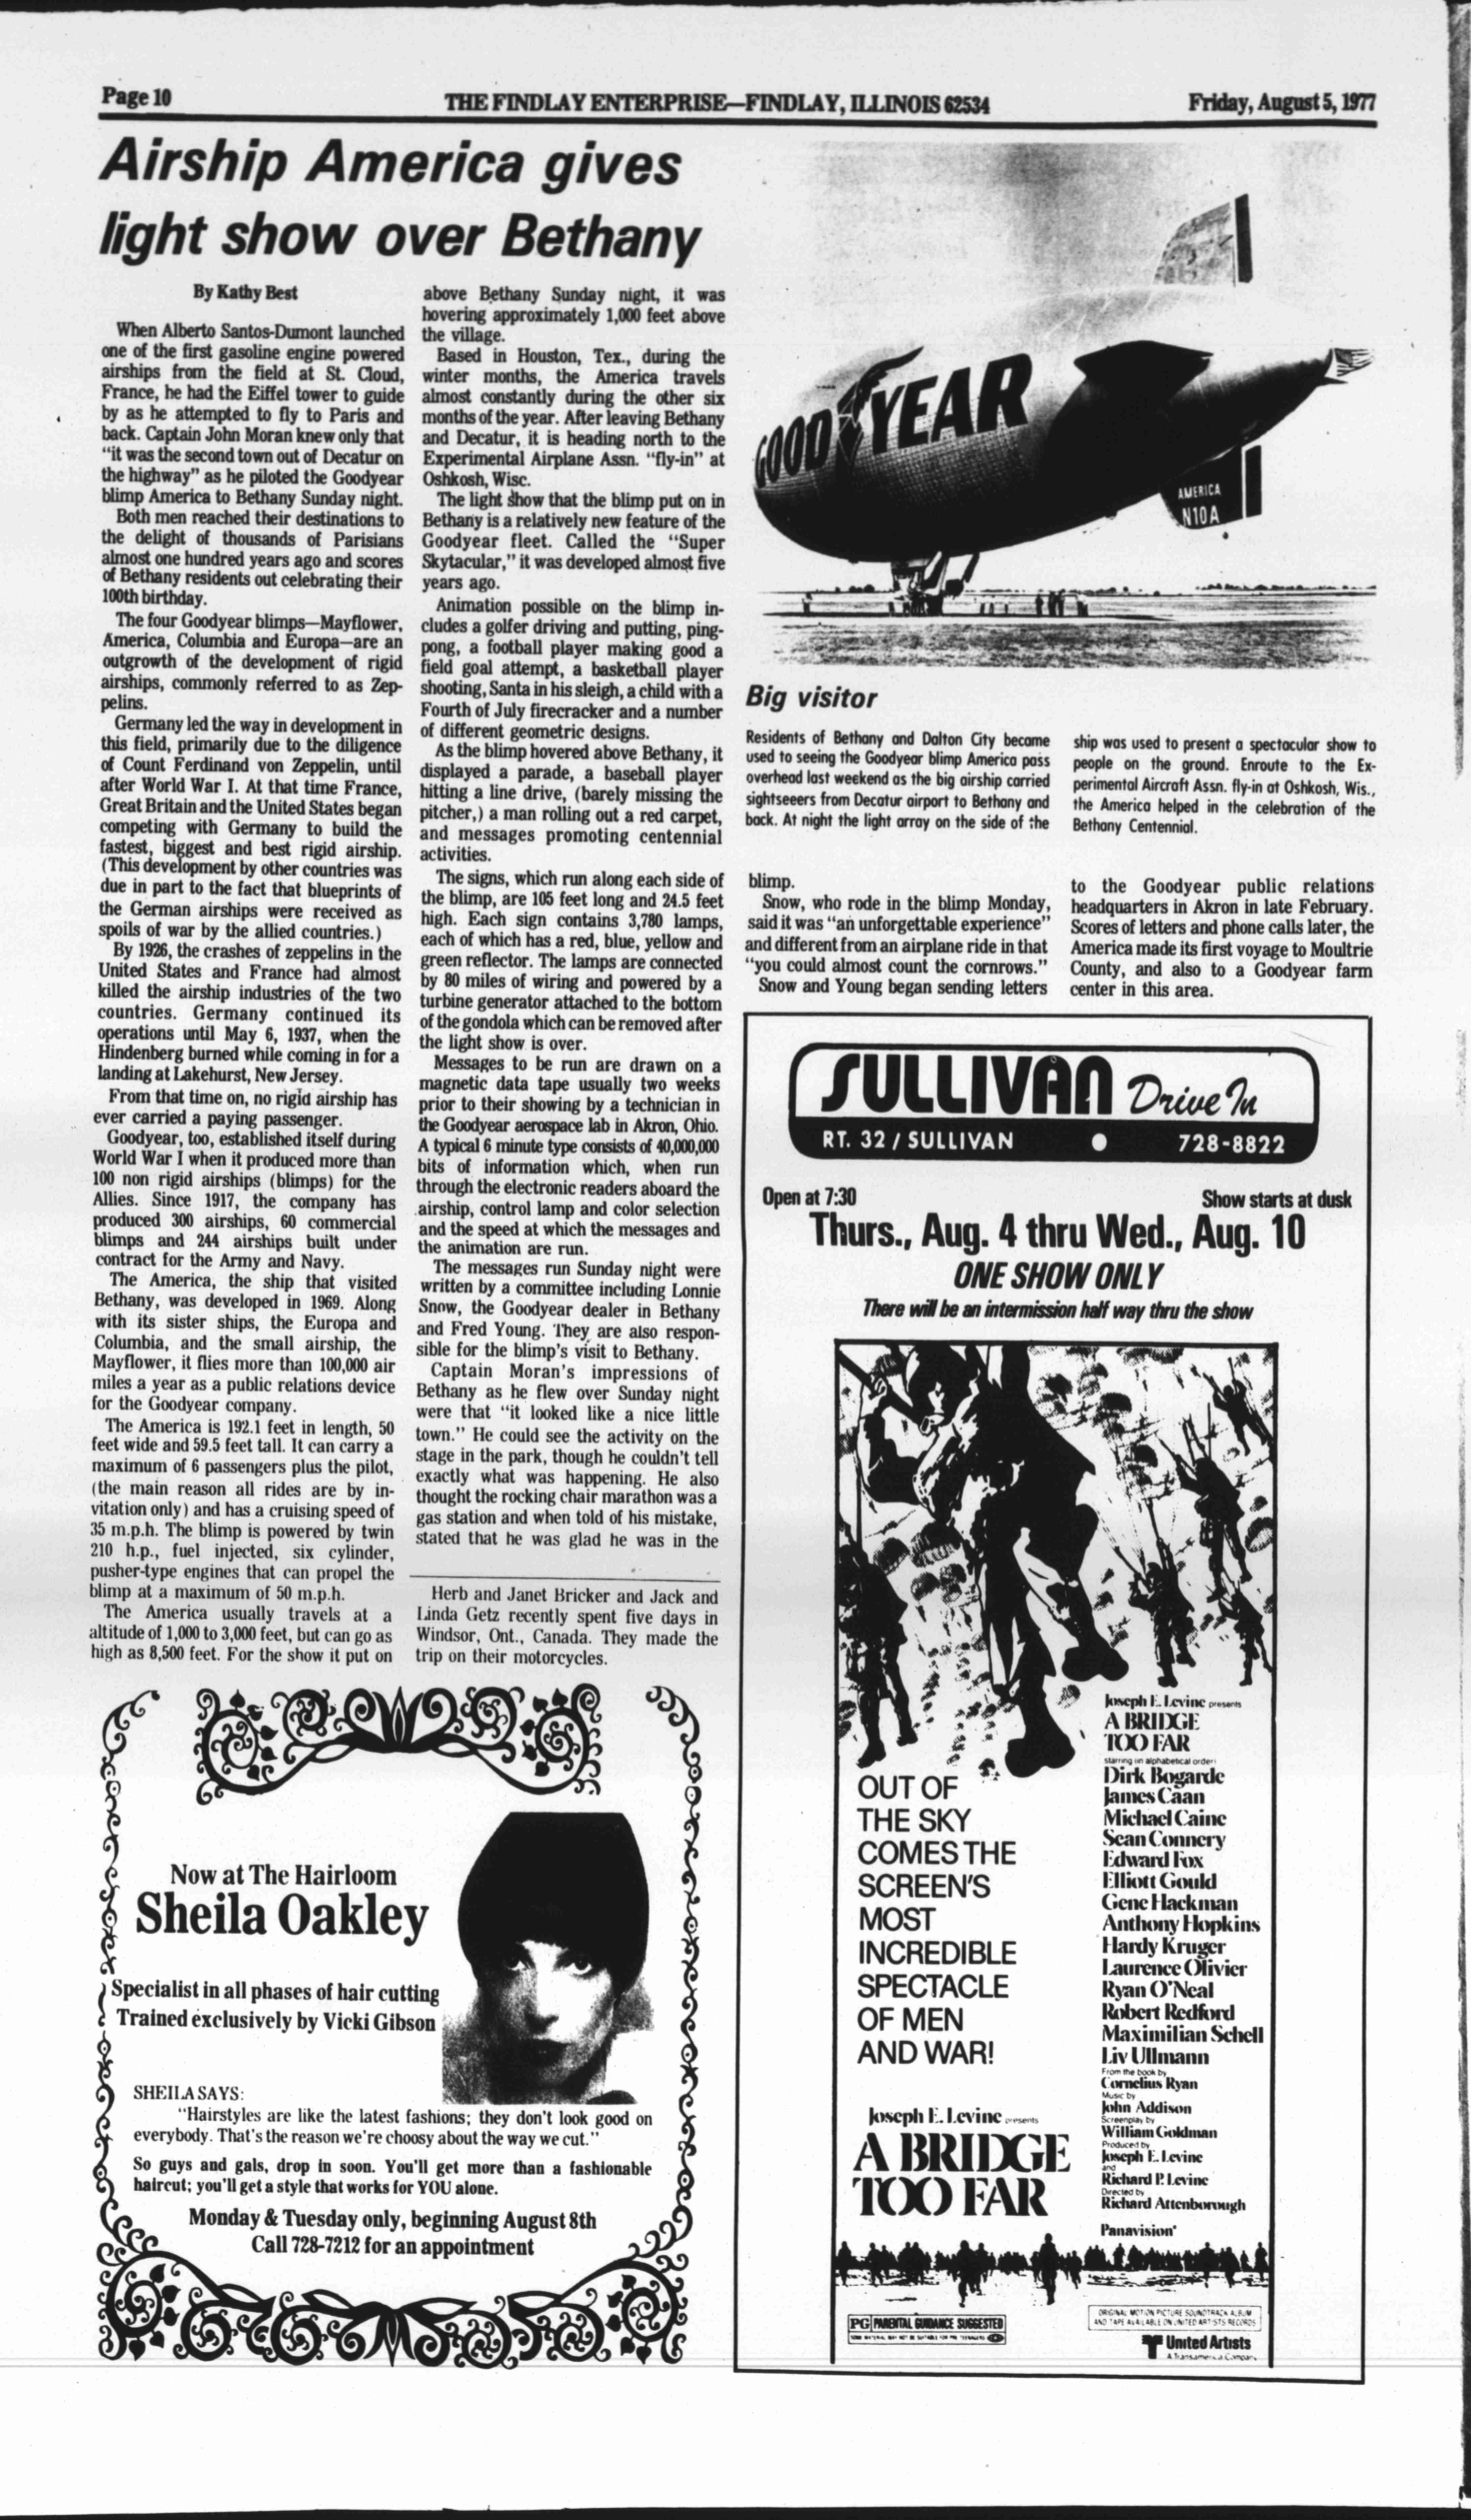 Page 10
THE FINDLAY ENTERPRISE—FINDLAY, ILLINOIS 62534
Friday, August 5, 1977
Airship America gives
light show over Bethany
By Kathy Best
When Alberto Santos-Dumont launched
one of the first gasoline engine powered
airships from the field at St. Cloud,
France, he had the Eiffel tower to guide
by as he attempted to fly to Paris and
back. Captain John Moran knew only that
“it was the second town out of Decatur on
the highway” as he piloted the Goodyear
blimp America to Bethany Sunday night.
Both men reached their destinations to
the delight of thousands of Parisians
almost one hundred years ago and scores
of Bethany residents out celebrating their
100th birthday.
The four Goodyear blimps—Mayflower,
America, Columbia and Europa—are an
outgrowth of the development of rigid
airships, commonly referred to as Zep-
pelins.
Germany led the way in development in
this field, primarily due to the diligence
of Count Ferdinand von Zeppelin, until
after World War I. At that time France,
Great Britain and the United States began
competing with Germany to build the
fastest, biggest and best rigid airship.
(This development by other countries was
due in part to the fact that blueprints of
the German airships were received as
spoils of war by the allied countries.)
By 1926, the crashes of zeppelins in the
United States and France had almost
killed the airship industries of the two
countries. Germany continued its
operations until May 6, 1937, when the
Hindenberg burned while coming in for a
landing at Lakehurst, New Jersey.
From that time on, no rigid airship has
ever carried a paying passenger.
Goodyear, too, established itself during
World War I when it produced more than
100 non rigid airships (blimps) for the
Allies. Since 1917, the company has
produced 300 airships, 60 commercial
blimps and 244 airships built under
contract for the Army and Navy.
The America, the ship that visited
Bethany, was developed in 1969. Along
with its sister ships, the Europa and
Columbia, and the small airship, the
Mayflower, it flies more than 100,000 air
miles a year as a public relations device
for the Goodyear company.
The America is 192.1 feet in length, 50
feet wide and 59.5 feet tall. It can carry a
maximum of 6 passengers plus the pilot,
(the main reason all rides are by in-
vitation only) and has a cruising speed of
35 m.p.h. The blimp is powered by twin
210 h.p., fuel injected, six cylinder,
pusher-type engines that can propel the
blimp at a maximum of 50 m.p.h.
The America usually travels at a
altitude of 1,000 to 3,000 feet, but can go as
high as 8,500 feet. For the show it put on
above Bethany Sunday night, it was
hovering approximately 1,000 feet above
the village.
Based in Houston, Tex., during the
winter months, the America travels
almost constantly during the other six
months of the year. After leaving Bethany
and Decatur, it is heading north to the
Experimental Airplane Assn. “fly-in” at
Oshkosh, Wisc.
The light show that the blimp put on in
Bethany is a relatively new feature of the
Goodyear fleet. Called the “Super
Skytacular,” it was developed almost five
years ago.
Animation possible on the blimp in-
cludes a golfer driving and putting, ping-
pong, a football player making good a
field goal attempt, a basketball player
shooting, Santa in his sleigh, a child with a
Fourth of July firecracker and a number
of different geometric designs.
As the blimp hovered above Bethany, it
displayed a parade, a baseball player
hitting a line drive, (barely missing the
pitcher,) a man rolling out a red carpet,
and messages promoting centennial
activities.
The signs, which run along each side of
the blimp, are 105 feet long and 24.5 feet
high. Each sign contains 3,780 lamps,
each of which has a red, blue, yellow and
green reflector. The lamps are connected
by 80 miles of wiring and powered by a
turbine generator attached to the bottom
of the gondola which can be removed after
the light show is over.
Messages to be run are drawn on a
magnetic data tape usually two weeks
prior to their showing by a technician in
the Goodyear aerospace lab in Akron, Ohio.
A typical 6 minute type consists of 40,000,000
bits of information which, when run
through the electronic readers aboard the
airship, control lamp and color selection
and the speed at which the messages and
the animation are run.
The messages run Sunday night were
written by a committee including Lonnie
Snow, the Goodyear dealer in Bethany
and Fred Young. They are also respon-
sible for the blimp's visit to Bethany.
Captain Moran's impressions of
Bethany as he flew over Sunday night
were that “it looked like a nice little
town.” He could see the activity on the
stage in the park, though he couldn't tell
exactly what was happening. He also
thought the rocking chair marathon was a
gas station and when told of his mistake,
stated that he was glad he was in the
Herb and Janet Bricker and Jack and
Linda Getz recently spent five days in
Windsor, Ont., Canada. They made the
trip on their motorcycles.
GOOD YEAR
AMERICA
N10A
Big visitor
Residents of Bethany and Dalton City became
used to seeing the Goodyear blimp America pass
overhead last weekend as the big airship carried
sightseeers from Decatur airport to Bethany and
back. At night the light array on the side of the
ship was used to present a spectacular show to
people on the ground. Enroute to the Ex-
perimental Aircraft Assn. fly-in at Oshkosh, Wis.,
the America helped in the celebration of the
Bethany Centennial.
blimp.
Snow, who rode in the blimp Monday,
said it was “an unforgettable experience”
and different from an airplane ride in that
“you could almost count the cornrows.”
Snow and Young began sending letters
to the Goodyear public relations
headquarters in Akron in late February.
Scores of letters and phone calls later, the
America made its first voyage to Moultrie
County, and also to a Goodyear farm
center in this area.
SULLIVAN Drive In
RT. 32 / SULLIVAN ● 728-8822
Open at 7:30
Show starts at dusk
Thurs., Aug. 4 thru Wed., Aug. 10
ONE SHOW ONLY
There will be an intermission half way thru the show
OUT OF
THE SKY
COMES THE
SCREEN'S
MOST
INCREDIBLE
SPECTACLE
OF MEN
AND WAR!
Joseph E. Levine presents
A BRIDGE
TOO FAR
Joseph E. Levine presents
A BRIDGE
TOO FAR
starring (in alphabetical order)
Dirk Bogarde
James Caan
Michael Caine
Sean Connery
Edward Fox
Elliott Gould
Gene Hackman
Anthony Hopkins
Hardy Kruger
Laurence Olivier
Ryan O'Neal
Robert Redford
Maximilian Schell
Liv Ullmann
From the book by
Cornelius Ryan
Music by
John Addison
Screenplay by
William Goldman
Produced by
Joseph E. Levine
and
Richard P. Levine
Directed by
Richard Attenborough
Panavision®
PG PARENTAL GUIDANCE SUGGESTED
SOME MATERIAL MAY NOT BE SUITABLE FOR PRE-TEENAGERS
ORIGINAL MOTION PICTURE SOUNDTRACK ALBUM
AND TAPE AVAILABLE ON UNITED ARTISTS RECORDS
United Artists
A Transamerica Company
Now at The Hairloom
Sheila Oakley
Specialist in all phases of hair cutting
Trained exclusively by Vicki Gibson
SHEILA SAYS:
“Hairstyles are like the latest fashions; they don't look good on
everybody. That's the reason we're choosy about the way we cut.”
So guys and gals, drop in soon. You'll get more than a fashionable
haircut; you'll get a style that works for YOU alone.
Monday & Tuesday only, beginning August 8th
Call 728-7212 for an appointment